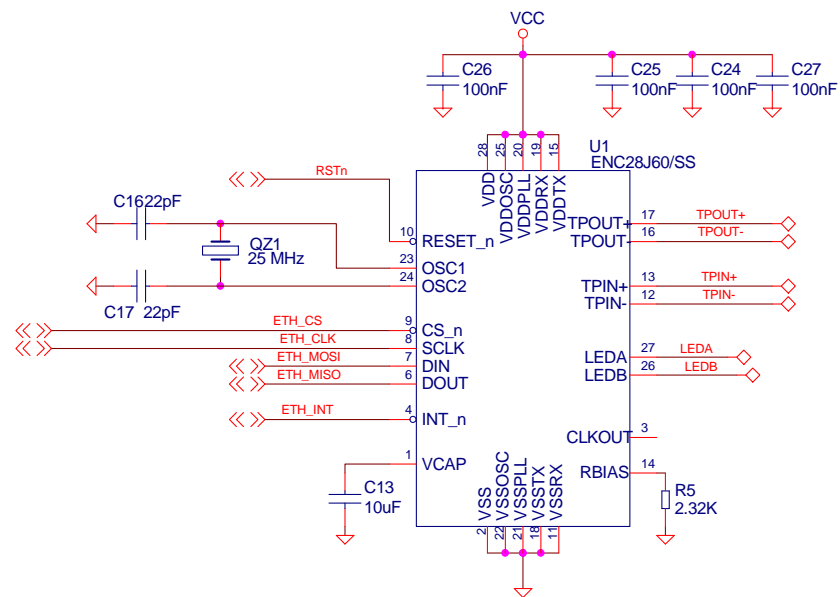 VCC
C26
100nF
C25
100nF
C24
100nF
C27
100nF
U1
ENC28J60/SS
28
25
20
19
15
VDD
VDDOSC
VDDPLL
VDDRX
VDDTX
RSTn
C1622pF
10
RESET_n
QZ1
25 MHz
23
OSC1
24
OSC2
C17 22pF
ETH_CS
9
CS_n
ETH_CLK
8
SCLK
ETH_MOSI
7
DIN
ETH_MISO
6
DOUT
ETH_INT
4
INT_n
1
VCAP
C13
10uF
TPOUT+
17
TPOUT+
TPOUT-
16
TPOUT-
TPIN+
13
TPIN+
TPIN-
12
TPIN-
LEDA
27
LEDA
LEDB
26
LEDB
CLKOUT
3
RBIAS
14
R5
2.32K
VSS
VSSOSC
VSSPLL
VSSTX
VSSRX
2
22
21
18
11